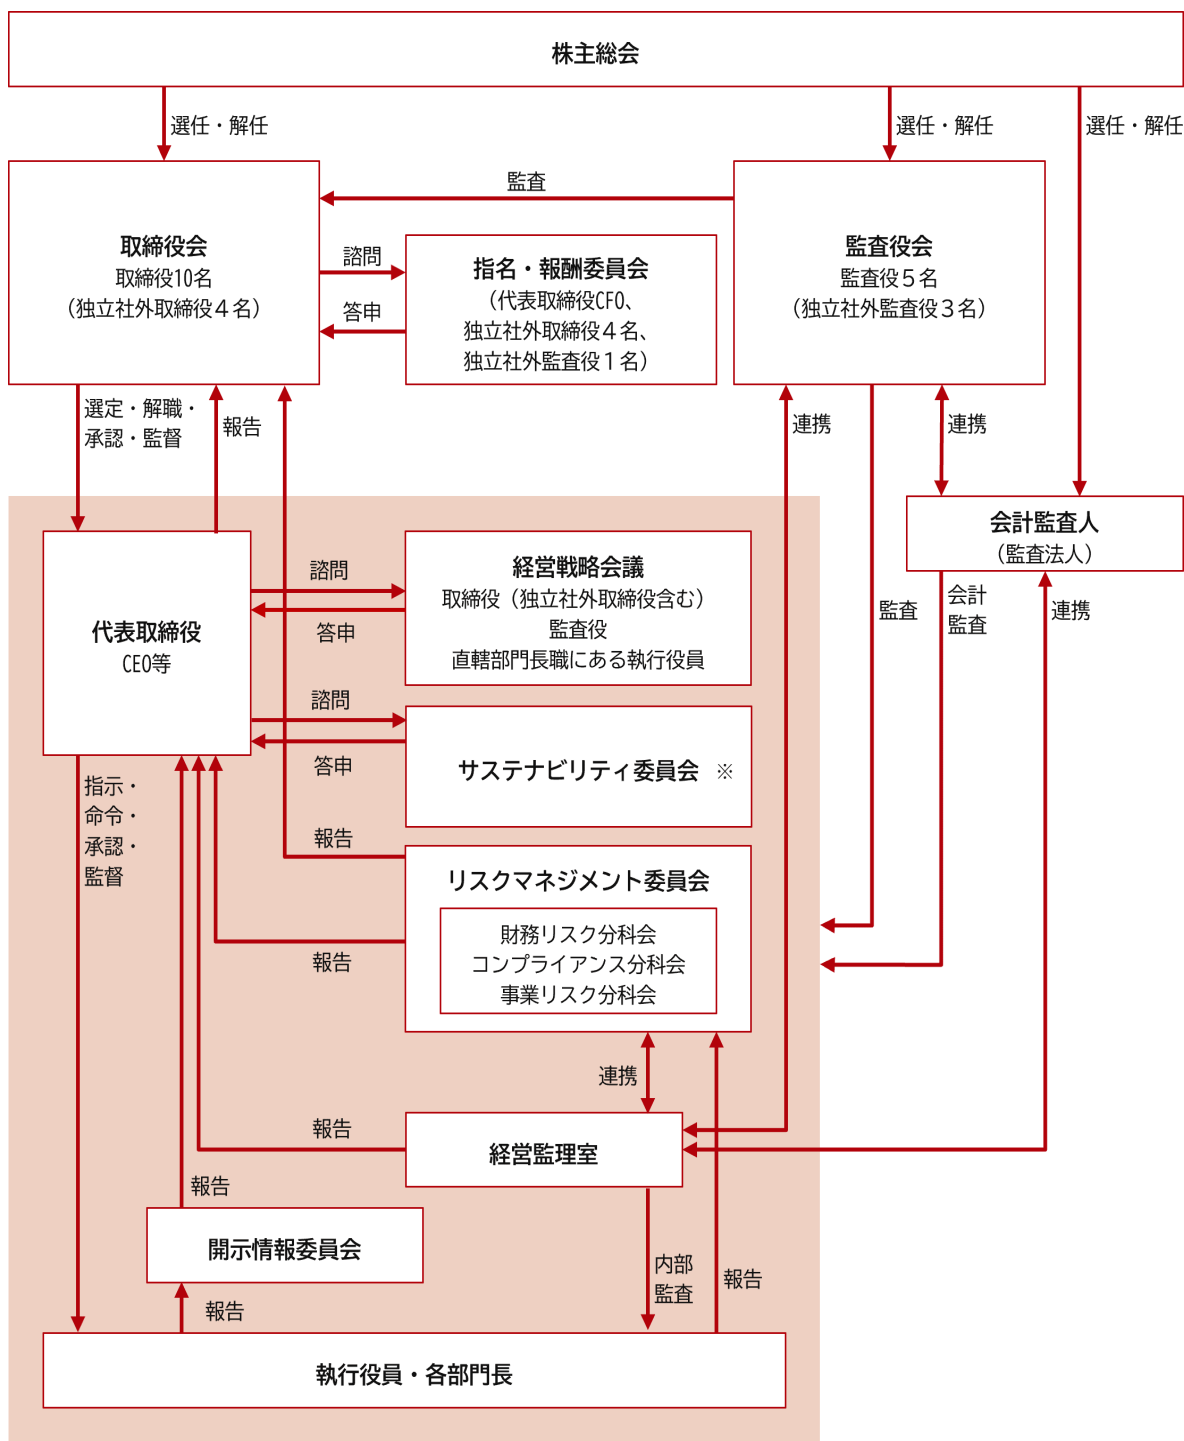 株主総会
選任・解任
選任・解任
選任・解任
監査
取締役会
取締役10名
（独立社外取締役４名）
諮問
答申
指名・報酬委員会
（代表取締役CFO、
独立社外取締役４名、
独立社外監査役１名）
監査役会
監査役５名
（独立社外監査役３名）
選定・解職・
承認・監督
報告
連携
連携
会計監査人
（監査法人）
代表取締役
CEO等
諮問
答申
経営戦略会議
取締役（独立社外取締役含む）
監査役
直轄部門長職にある執行役員
監査
会計
監査
連携
諮問
答申
サステナビリティ委員会 ※
指示・
命令・
承認・
監督
報告
リスクマネジメント委員会
財務リスク分科会
コンプライアンス分科会
事業リスク分科会
報告
連携
報告
経営監理室
報告
開示情報委員会
内部
監査
報告
報告
執行役員・各部門長